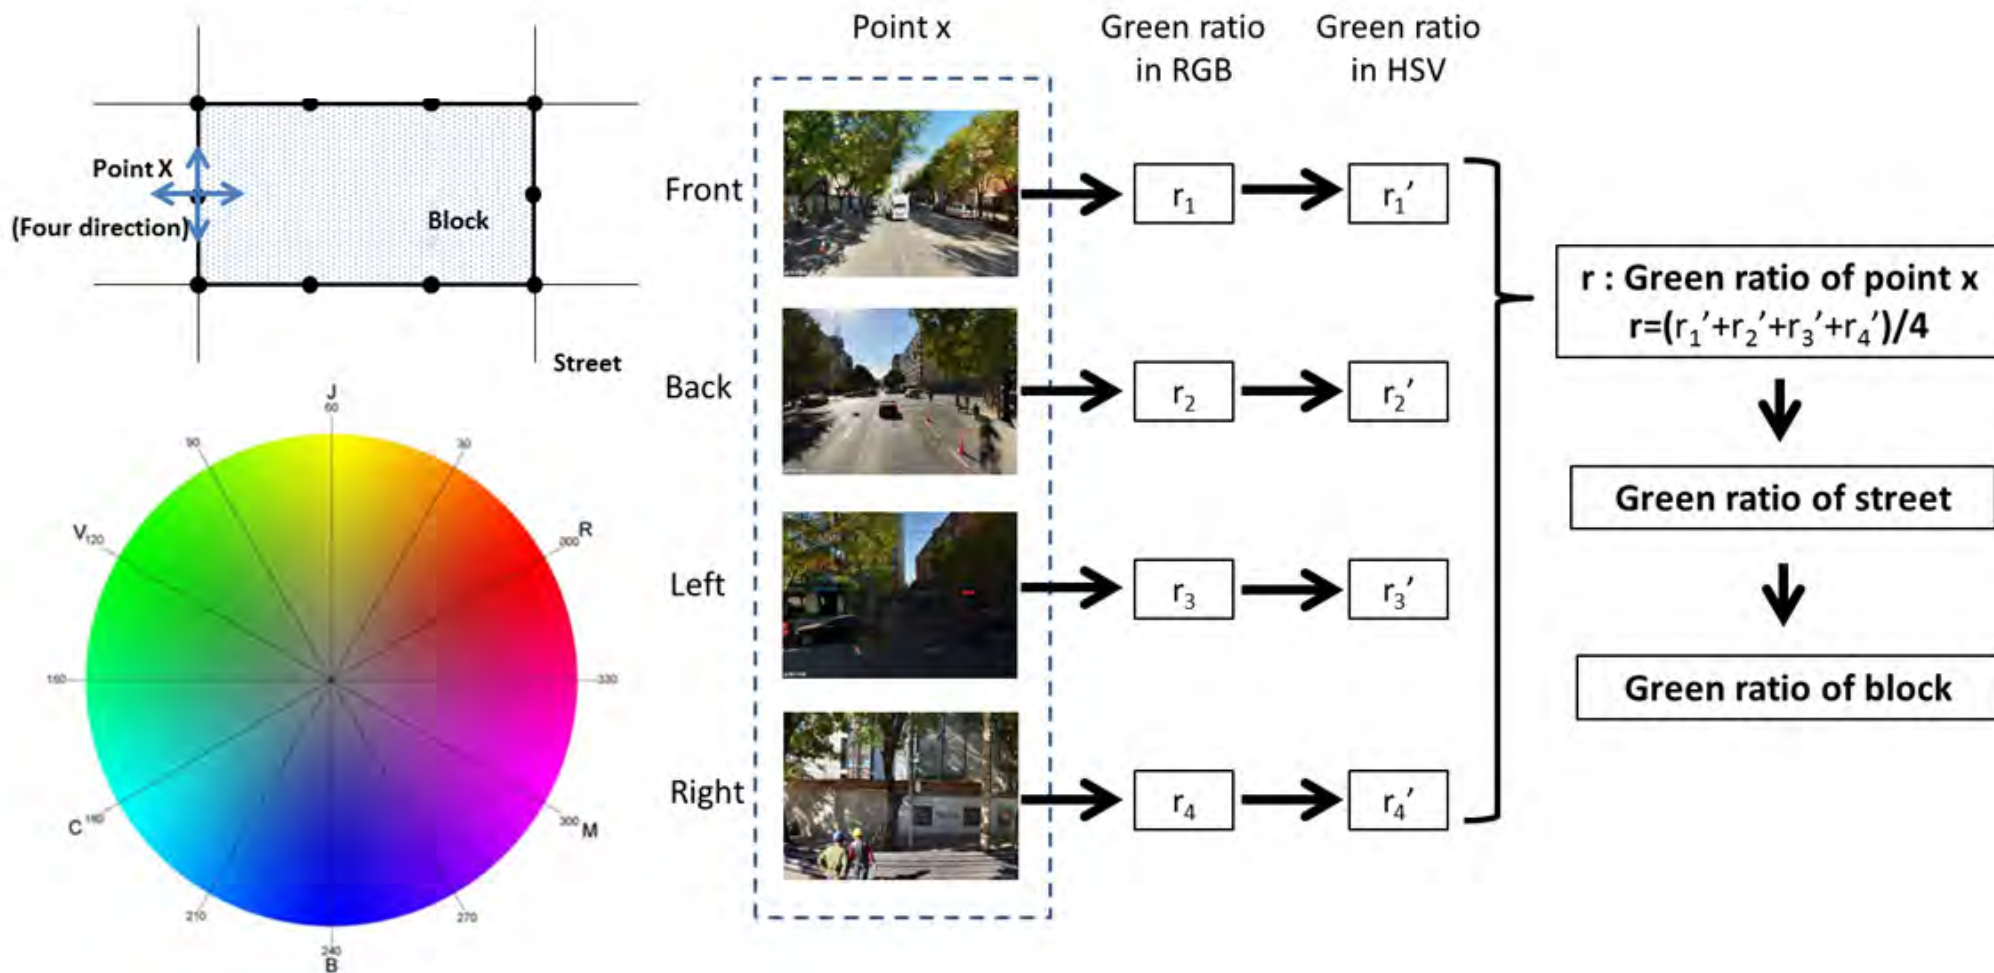 Point x
Green ratio
in RGB
Green ratio
in HSV
Point X
(Four direction)
Block
Street
Front
r1
r1’
Back
r2
r2’
Left
r3
r3’
Right
r4
r4’
r : Green ratio of point x
r=(r1’+r2’+r3’+r4’)/4
Green ratio of street
Green ratio of block
J
60
90
30
V
120
R
330
C
180
300
M
210
270
240
B